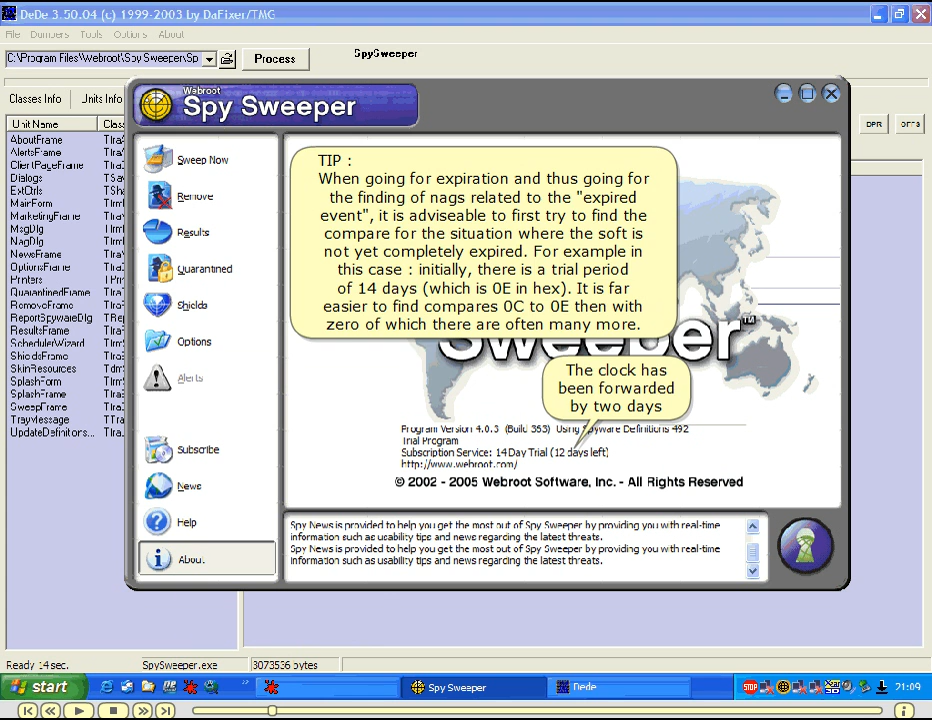 DeDe 3.50.04 (c) 1999-2003 by DaFixer/TMG
File Dumpers Tools Options About
C:\Program Files\Webroot\Spy Sweeper\Sp
Process
SpySweeper
Classes Info
Units Info
DPR
OFFS
Unit Name
Clas
AboutFrame
AlertsFrame
ClientPageFrame
Dialogs
ExtCtrls
MainForm
MarketingFrame
MsgDlg
NagDlg
NewsFrame
OptionsFrame
Printers
QuarantinedFrame
RemoveFrame
ReportSpywareDlg
ResultsFrame
SchedulerWizard
ShieldsFrame
SkinResources
SplashForm
SplashFrame
SweepFrame
TrayMessage
UpdateDefinitions...
Webroot
Spy Sweeper
Sweep Now
Remove
Results
Quarantined
Shields
Options
Alerts
Subscribe
News
Help
About
TIP :
When going for expiration and thus going for
the finding of nags related to the "expired
event", it is adviseable to first try to find the
compare for the situation where the soft is
not yet completely expired. For example in
this case : initially, there is a trial period
of 14 days (which is 0E in hex). It is far
easier to find compares 0C to 0E then with
zero of which there are often many more.
Sweeper™
The clock has
been forwarded
by two days
Program Version 4.0.3 (Build 363) Using Spyware Definitions 492
Trial Program
Subscription Service: 14 Day Trial (12 days left)
http://www.webroot.com/
© 2002 - 2005 Webroot Software, Inc. - All Rights Reserved
Spy News is provided to help you get the most out of Spy Sweeper by providing you with real-time
information such as usability tips and news regarding the latest threats.
Spy News is provided to help you get the most out of Spy Sweeper by providing you with real-time
information such as usability tips and news regarding the latest threats.
Ready 14 sec.
SpySweeper.exe
3073536 bytes
start
Spy Sweeper
Dede
STOP
21:09